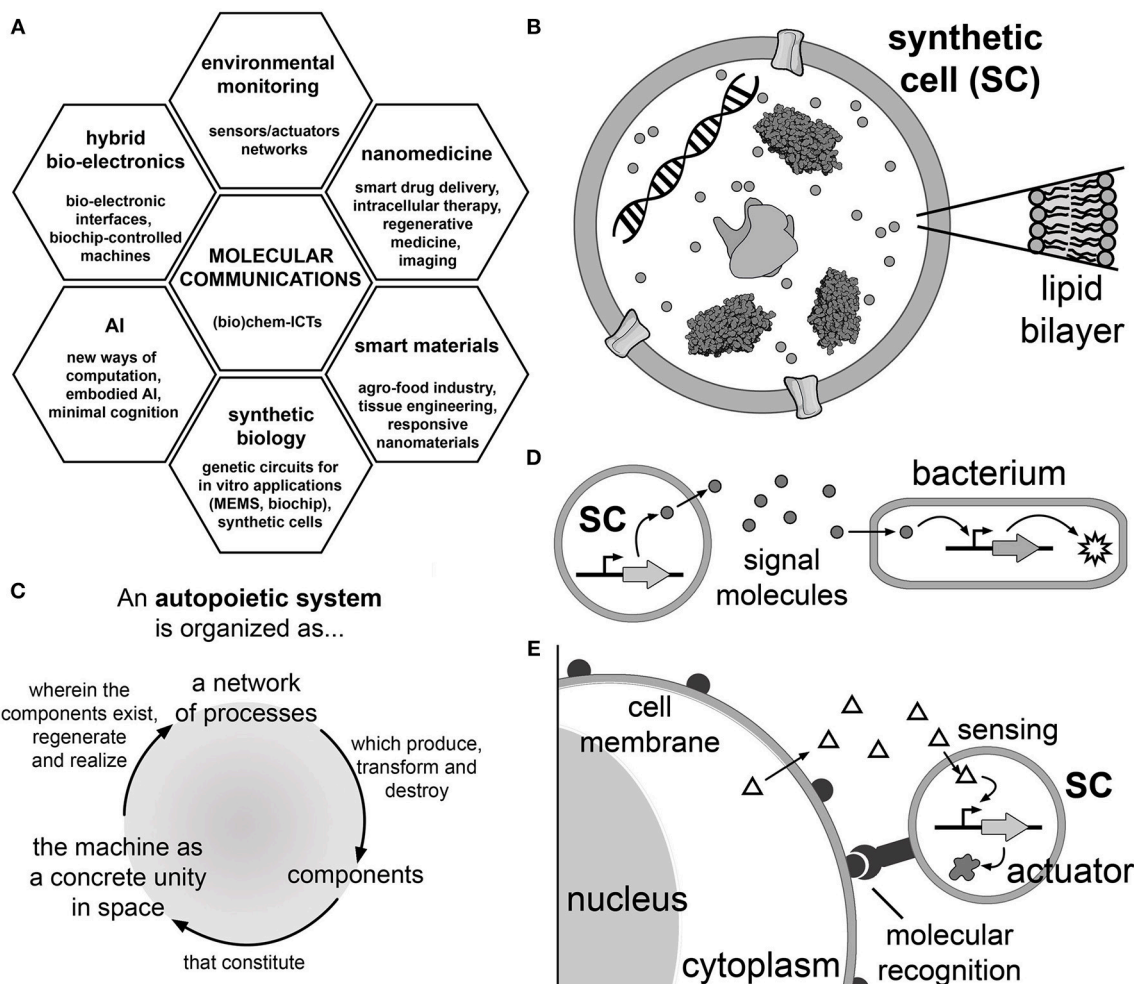 A
environmental
monitoring
sensors/actuators
networks
hybrid
bio-electronics
bio-electronic
interfaces,
biochip-controlled
machines
nanomedicine
smart drug delivery,
intracellular therapy,
regenerative
medicine,
imaging
MOLECULAR
COMMUNICATIONS
(bio)chem-ICTs
AI
new ways of
computation,
embodied AI,
minimal cognition
smart materials
agro-food industry,
tissue engineering,
responsive
nanomaterials
synthetic
biology
genetic circuits for
in vitro applications
(MEMS, biochip),
synthetic cells
B
synthetic
cell (SC)
lipid
bilayer
C
An autopoietic system
is organized as...
a network
of processes
which produce,
transform and
destroy
components
that constitute
the machine as
a concrete unity
in space
wherein the
components exist,
regenerate
and realize
D
SC
signal
molecules
bacterium
E
cell
membrane
sensing
SC
actuator
nucleus
cytoplasm
molecular
recognition